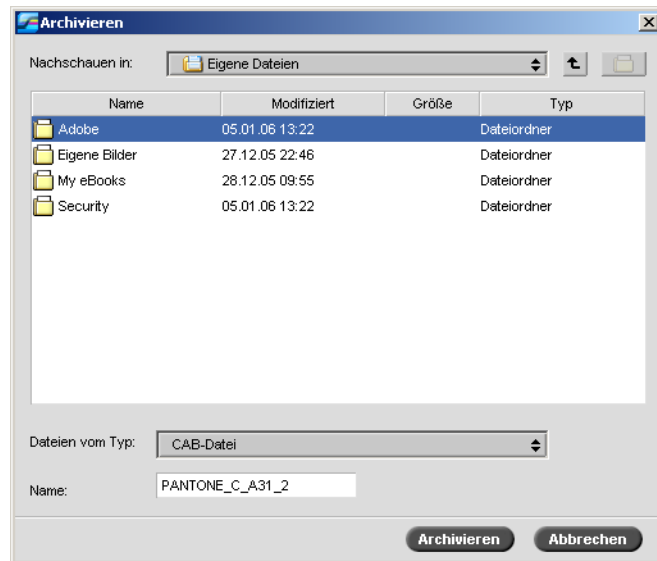 Archivieren
Nachschauen in: Eigene Dateien
Name Modifiziert Größe Typ
Adobe 05.01.06 13:22 Dateiordner
Eigene Bilder 27.12.05 22:46 Dateiordner
My eBooks 28.12.05 09:55 Dateiordner
Security 05.01.06 13:22 Dateiordner
Dateien vom Typ: CAB-Datei
Name: PANTONE_C_A31_2
Archivieren Abbrechen